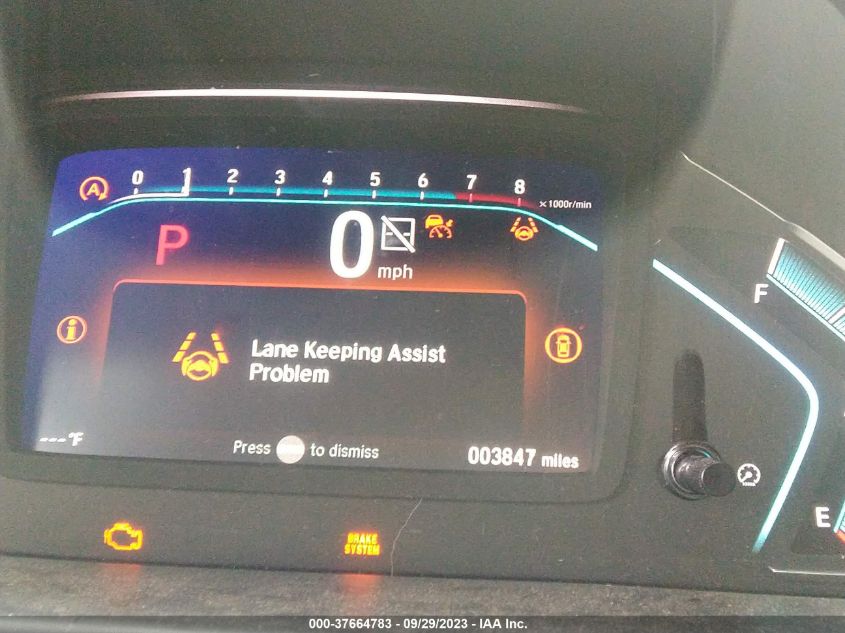 0 1 2 3 4 5 6 7 8
x1000r/min
A
P
0
mph
F
i
Lane Keeping Assist
Problem
---°F
Press
to dismiss
003847 miles
E
BRAKE
SYSTEM
000-37664783 - 09/29/2023 - IAA Inc.